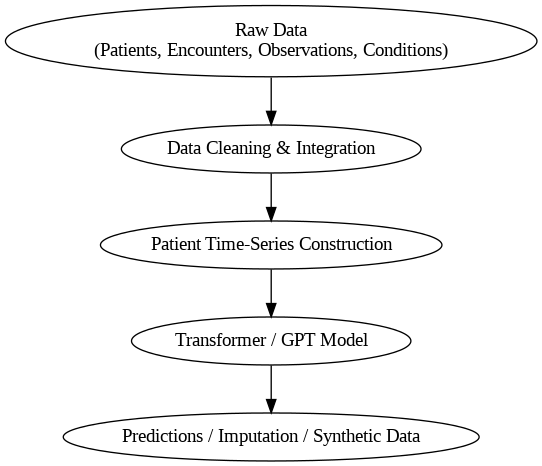 Raw Data
(Patients, Encounters, Observations, Conditions)
Data Cleaning & Integration
Patient Time-Series Construction
Transformer / GPT Model
Predictions / Imputation / Synthetic Data